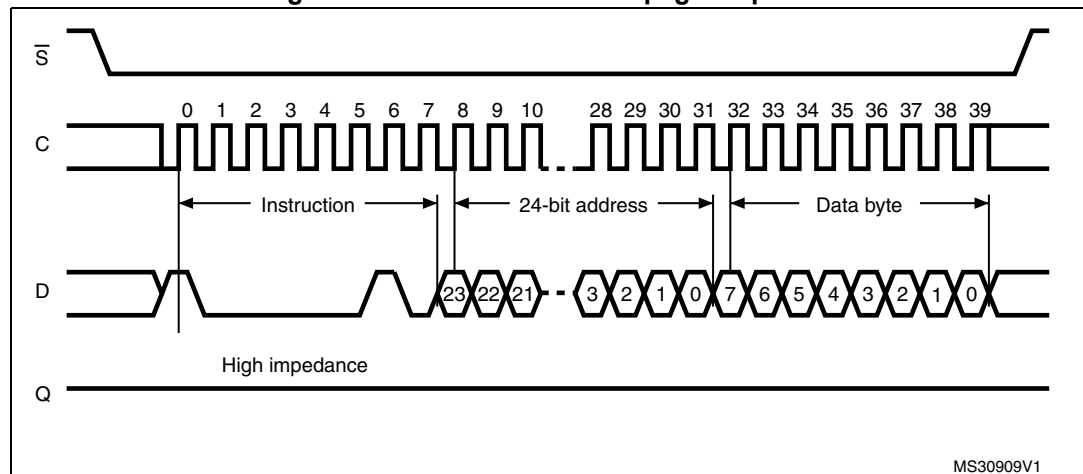 S̅
0 1 2 3 4 5 6 7 8 9 10 28 29 30 31 32 33 34 35 36 37 38 39
C
Instruction 24-bit address Data byte
D
23 22 21 3 2 1 0 7 6 5 4 3 2 1 0
High impedance
Q
MS30909V1